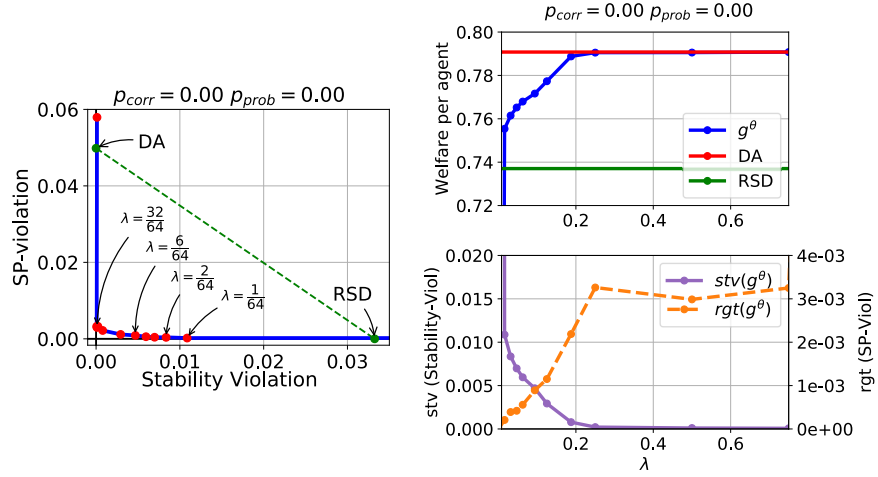 p_corr = 0.00 p_prob = 0.00
SP-violation
0.06
0.04
0.02
0.00
DA
λ = 32/64
λ = 6/64
λ = 2/64
λ = 1/64
RSD
0.00 0.01 0.02 0.03
Stability Violation
p_corr = 0.00 p_prob = 0.00
Welfare per agent
0.80
0.78
0.76
0.74
0.72
g^θ
DA
RSD
0.2 0.4 0.6
stv (Stability-Viol)
0.020
0.015
0.010
0.005
0.000
stv(g^θ)
rgt(g^θ)
4e-03
3e-03
2e-03
1e-03
0e+00
rgt (SP-Viol)
0.2 0.4 0.6
λ